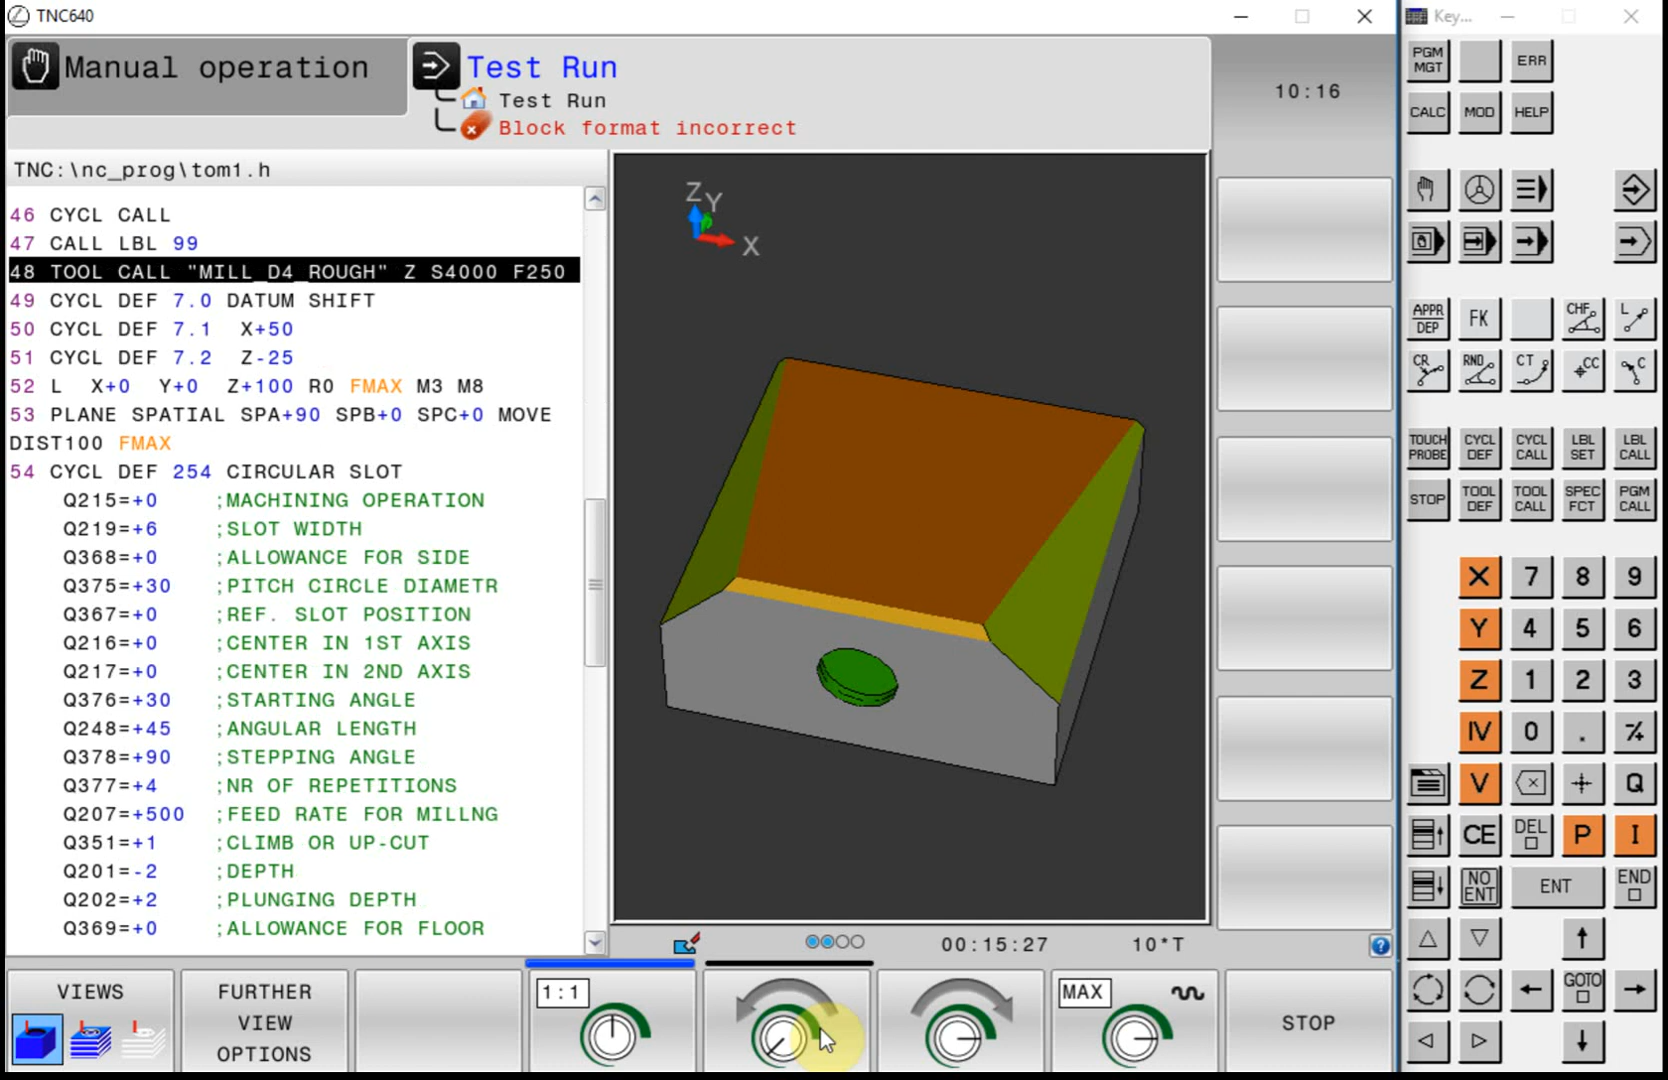 TNC640
Key...
Manual operation
Test Run
Test Run
Block format incorrect
10:16
TNC:\nc_prog\tom1.h
46 CYCL CALL
47 CALL LBL 99
48 TOOL CALL "MILL_D4_ROUGH" Z S4000 F250
49 CYCL DEF 7.0 DATUM SHIFT
50 CYCL DEF 7.1 X+50
51 CYCL DEF 7.2 Z-25
52 L X+0 Y+0 Z+100 R0 FMAX M3 M8
53 PLANE SPATIAL SPA+90 SPB+0 SPC+0 MOVE
DIST100 FMAX
54 CYCL DEF 254 CIRCULAR SLOT
Q215=+0 ;MACHINING OPERATION
Q219=+6 ;SLOT WIDTH
Q368=+0 ;ALLOWANCE FOR SIDE
Q375=+30 ;PITCH CIRCLE DIAMETR
Q367=+0 ;REF. SLOT POSITION
Q216=+0 ;CENTER IN 1ST AXIS
Q217=+0 ;CENTER IN 2ND AXIS
Q376=+30 ;STARTING ANGLE
Q248=+45 ;ANGULAR LENGTH
Q378=+90 ;STEPPING ANGLE
Q377=+4 ;NR OF REPETITIONS
Q207=+500 ;FEED RATE FOR MILLNG
Q351=+1 ;CLIMB OR UP-CUT
Q201=-2 ;DEPTH
Q202=+2 ;PLUNGING DEPTH
Q369=+0 ;ALLOWANCE FOR FLOOR
Z
Y
X
00:15:27 10*T
?
VIEWS
FURTHER
VIEW
OPTIONS
1:1
MAX
STOP
PGM
MGT
ERR
CALC
MOD
HELP
APPR
DEP
FK
CHF
L
CR
RND
CT
CC
C
TOUCH
PROBE
CYCL
DEF
CYCL
CALL
LBL
SET
LBL
CALL
STOP
TOOL
DEF
TOOL
CALL
SPEC
FCT
PGM
CALL
X 7 8 9
Y 4 5 6
Z 1 2 3
IV 0 . -/+
V Q
CE
DEL
P
I
NO
ENT
ENT
END
GOTO